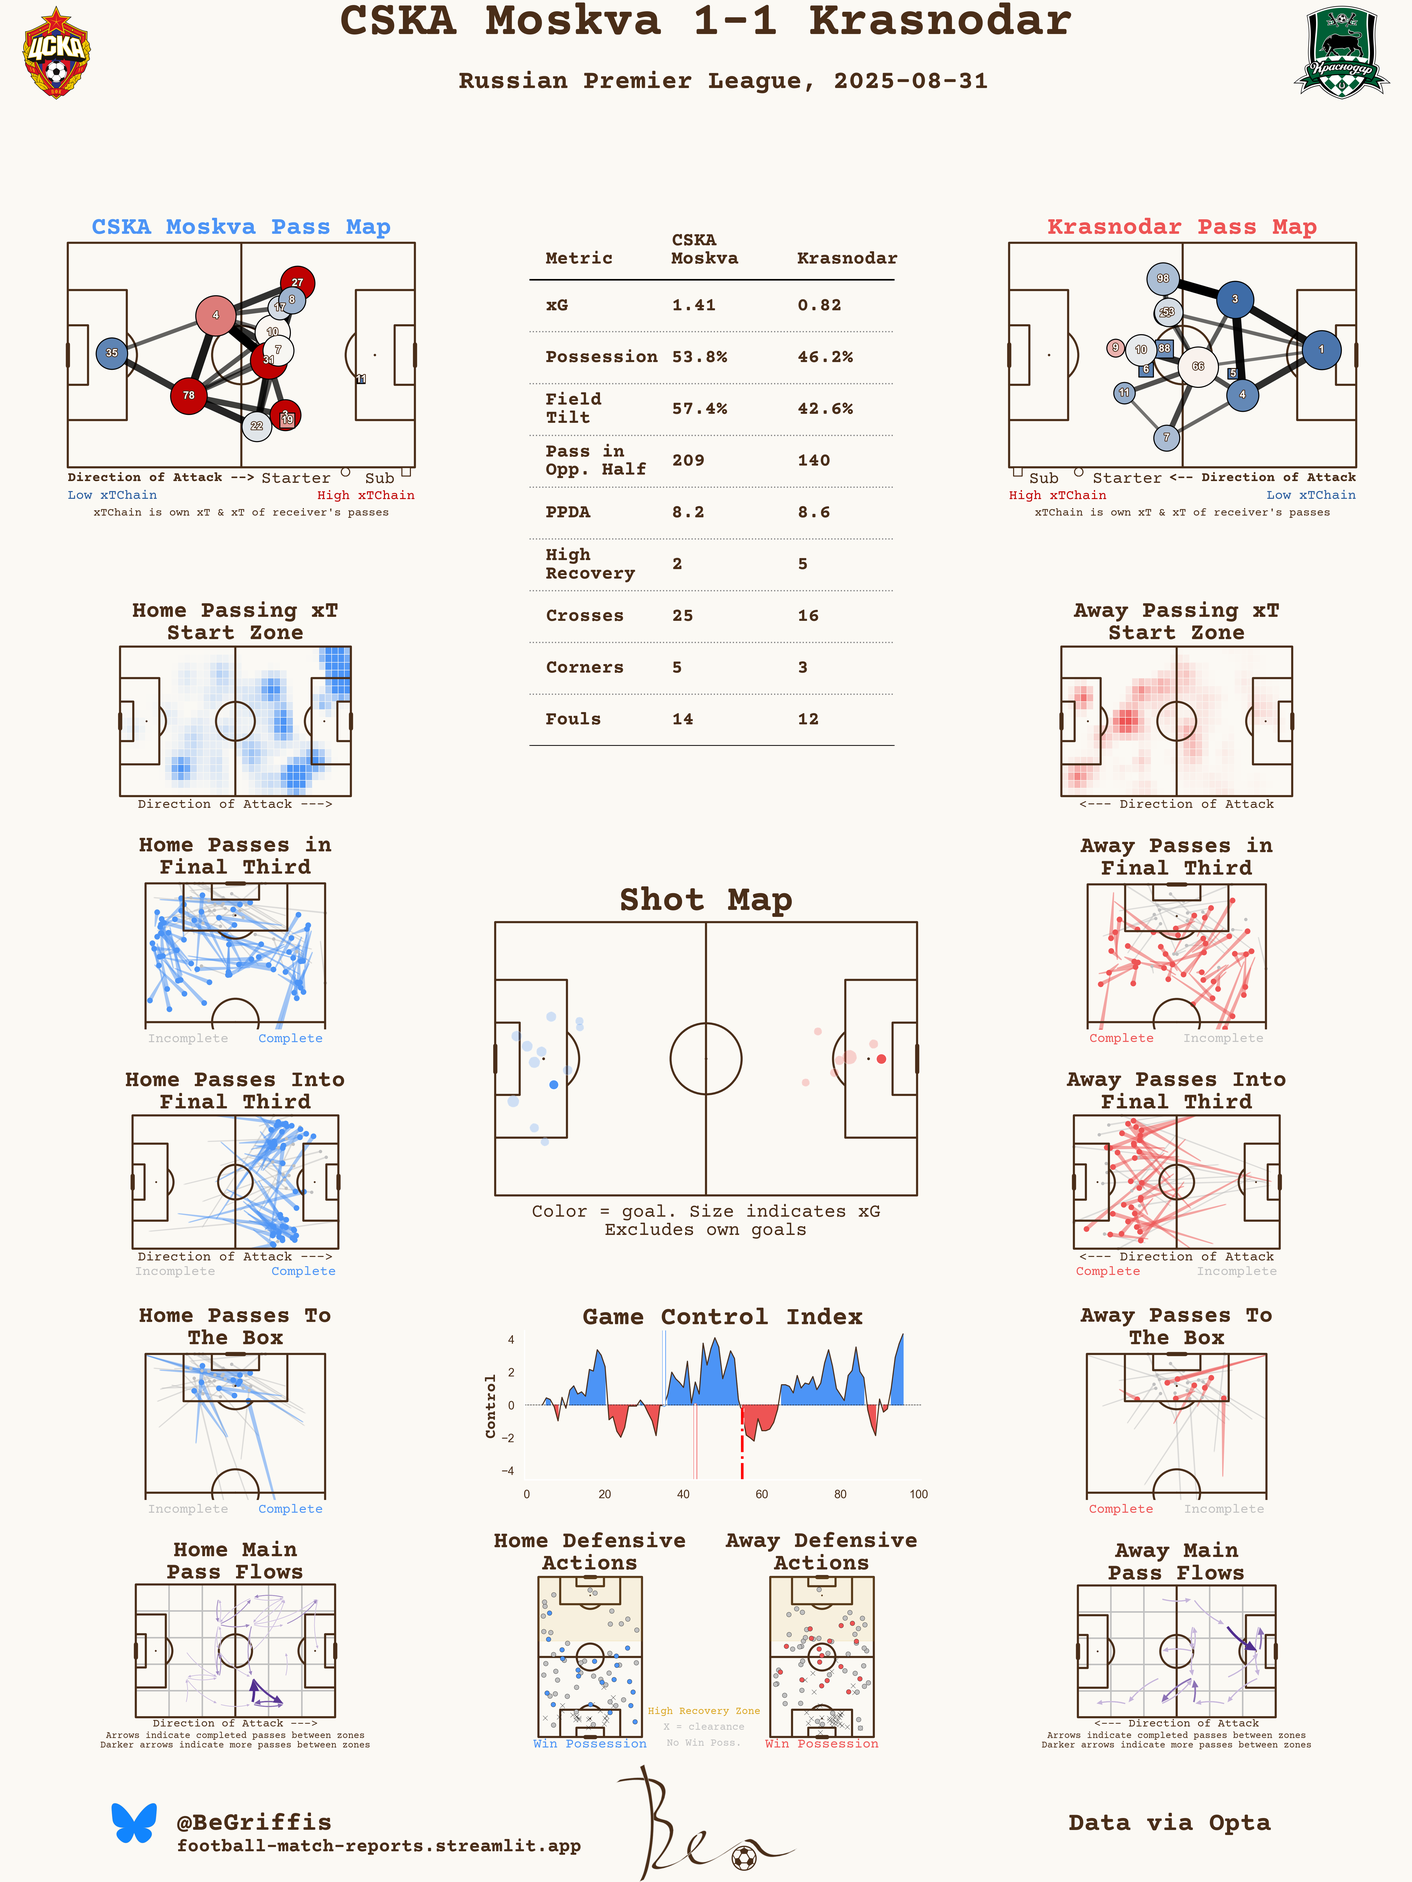 CSKA Moskva 1-1 Krasnodar
Russian Premier League, 2025-08-31
ЦСКА
Краснодар
CSKA Moskva Pass Map
27
8
17
4
10
7
31
35
78
11
19
22
Direction of Attack --> Starter Sub
Low xTChain High xTChain
xTChain is own xT & xT of receiver's passes
Metric CSKA Moskva Krasnodar
xG 1.41 0.82
Possession 53.8% 46.2%
Field Tilt 57.4% 42.6%
Pass in Opp. Half 209 140
PPDA 8.2 8.6
High Recovery 2 5
Crosses 25 16
Corners 5 3
Fouls 14 12
Krasnodar Pass Map
98
3
53
9
10
88
1
6
66
5
11
4
7
Sub Starter <-- Direction of Attack
High xTChain Low xTChain
xTChain is own xT & xT of receiver's passes
Home Passing xT
Start Zone
Direction of Attack --->
Away Passing xT
Start Zone
<--- Direction of Attack
Home Passes in
Final Third
Incomplete Complete
Away Passes in
Final Third
Complete Incomplete
Shot Map
Color = goal. Size indicates xG
Excludes own goals
Home Passes Into
Final Third
Direction of Attack --->
Incomplete Complete
Away Passes Into
Final Third
<--- Direction of Attack
Complete Incomplete
Home Passes To
The Box
Incomplete Complete
Game Control Index
Control
4
2
0
−2
−4
0 20 40 60 80 100
Away Passes To
The Box
Complete Incomplete
Home Main
Pass Flows
Direction of Attack --->
Arrows indicate completed passes between zones
Darker arrows indicate more passes between zones
Home Defensive
Actions
Win Possession
High Recovery Zone
X = clearance
No Win Poss.
Away Defensive
Actions
Win Possession
Away Main
Pass Flows
<--- Direction of Attack
Arrows indicate completed passes between zones
Darker arrows indicate more passes between zones
@BeGriffis
football-match-reports.streamlit.app
Ben
Data via Opta